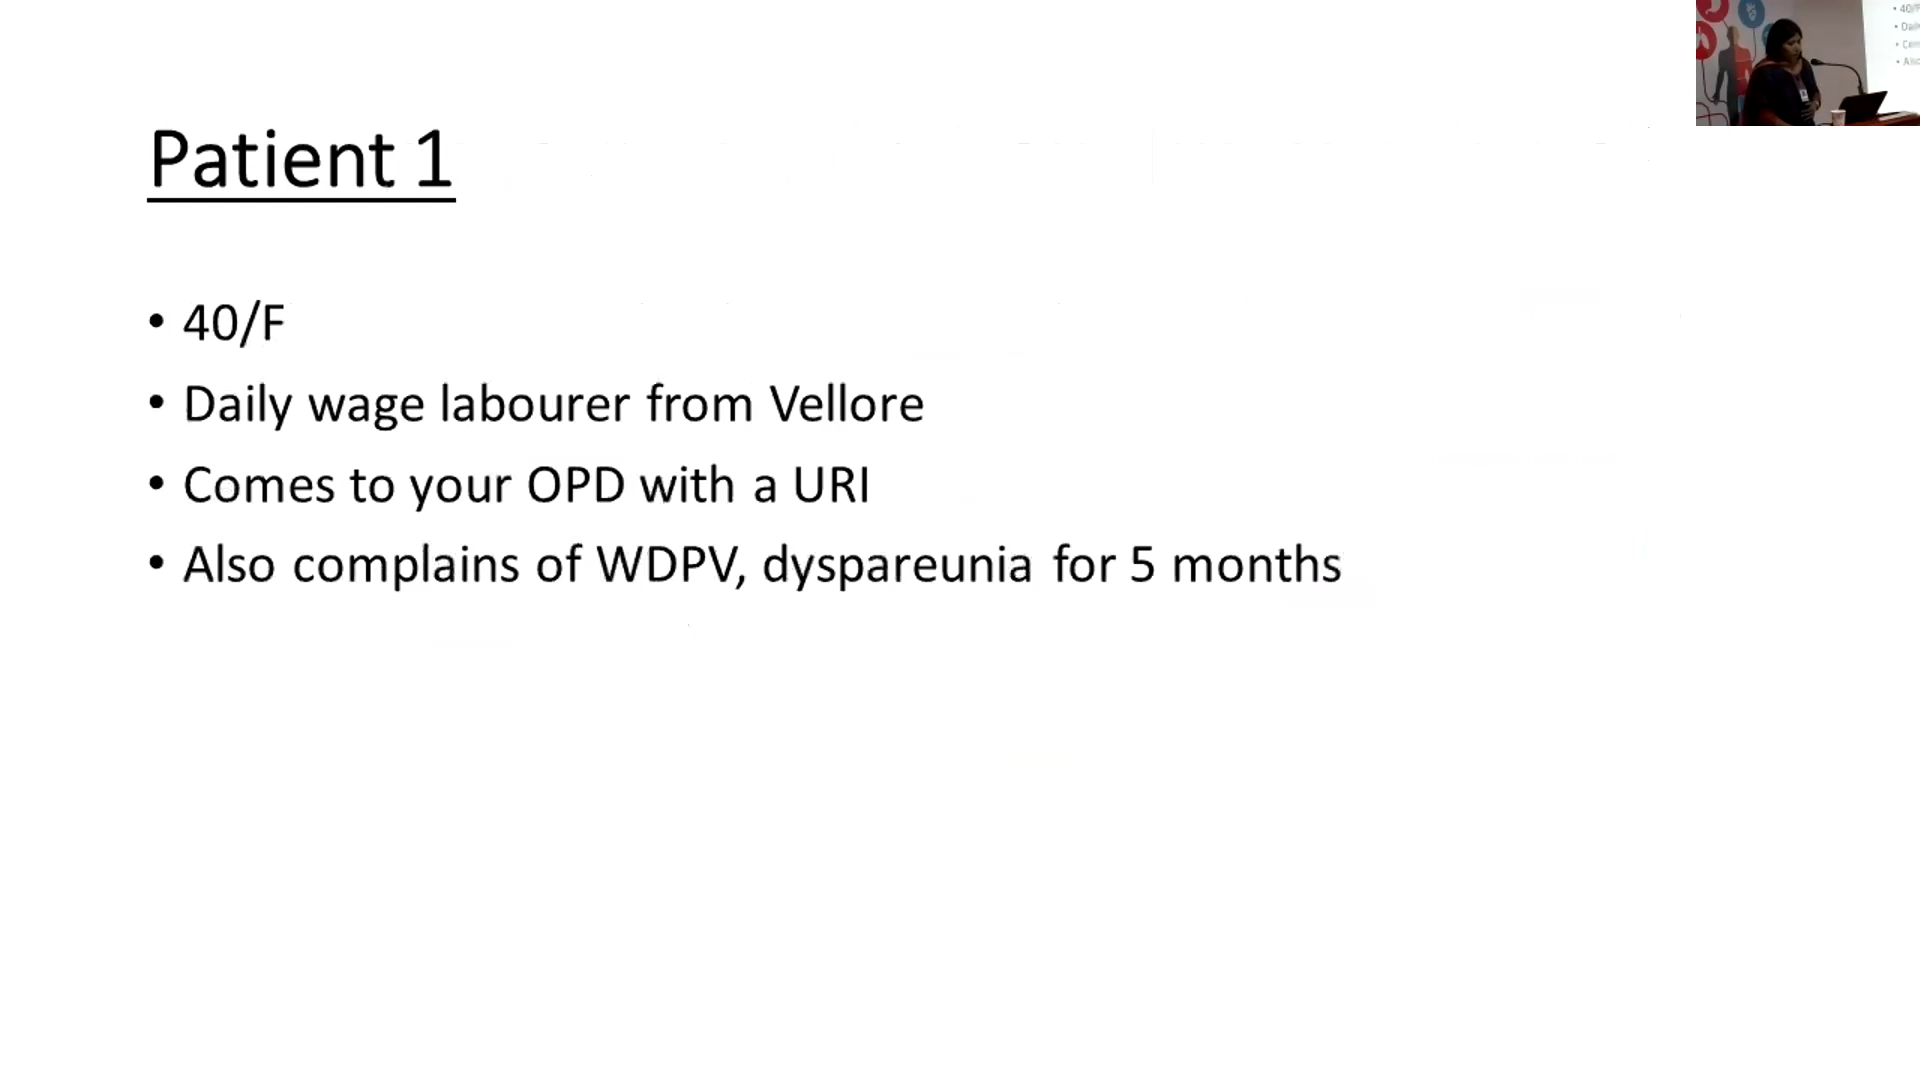 Patient 1
• 40/F
• Daily wage labourer from Vellore
• Comes to your OPD with a URI
• Also complains of WDPV, dyspareunia for 5 months
• 40/F